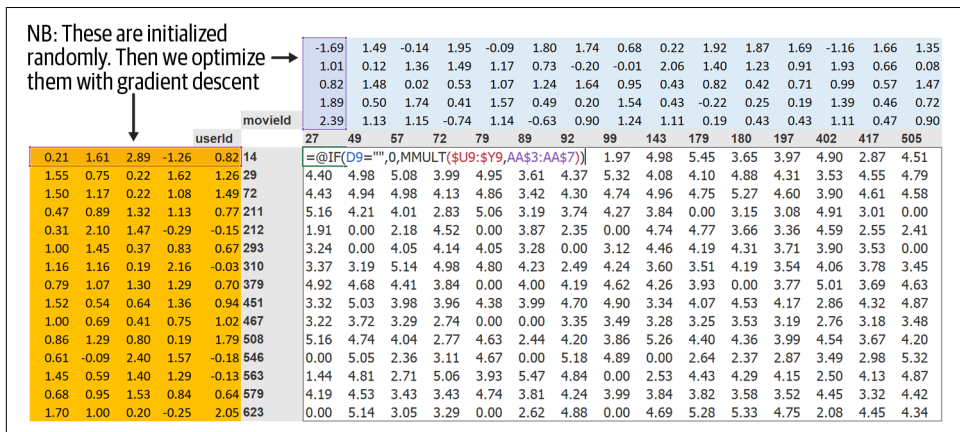 NB: These are initialized
randomly. Then we optimize
them with gradient descent
-1.69 1.49 -0.14 1.95 -0.09 1.80 1.74 0.68 0.22 1.92 1.87 1.69 -1.16 1.66 1.35
1.01 0.12 1.36 1.49 1.17 0.73 -0.20 -0.01 2.06 1.40 1.23 0.91 1.93 0.66 0.08
0.82 1.48 0.02 0.53 1.07 1.24 1.64 0.95 0.43 0.82 0.42 0.71 0.99 0.57 1.47
1.89 0.50 1.74 0.41 1.57 0.49 0.20 1.54 0.43 -0.22 0.25 0.19 1.39 0.46 0.72
movieId 2.39 1.13 1.15 -0.74 1.14 -0.63 0.90 1.24 1.11 0.19 0.43 0.43 1.11 0.47 0.90
userId 27 49 57 72 79 89 92 99 143 179 180 197 402 417 505
0.21 1.61 2.89 -1.26 0.82 14 =@IF(D9="",0,MMULT($U9:$Y9,AA$3:AA$7)) 1.97 4.98 5.45 3.65 3.97 4.90 2.87 4.51
1.55 0.75 0.22 1.62 1.26 29 4.40 4.98 5.08 3.99 4.95 3.61 4.37 5.32 4.08 4.10 4.88 4.31 3.53 4.55 4.79
1.50 1.17 0.22 1.08 1.49 72 4.43 4.94 4.98 4.13 4.86 3.42 4.30 4.74 4.96 4.75 5.27 4.60 3.90 4.61 4.58
0.47 0.89 1.32 1.13 0.77 211 5.16 4.21 4.01 2.83 5.06 3.19 3.74 4.27 3.84 0.00 3.15 3.08 4.91 3.01 0.00
0.31 2.10 1.47 -0.29 -0.15 212 1.91 0.00 2.18 4.52 0.00 3.87 2.35 0.00 4.74 4.77 3.66 3.36 4.59 2.55 2.41
1.00 1.45 0.37 0.83 0.67 293 3.24 0.00 4.05 4.14 4.05 3.28 0.00 3.12 4.46 4.19 4.31 3.71 3.90 3.53 0.00
1.16 1.16 0.19 2.16 -0.03 310 3.37 3.19 5.14 4.98 4.80 4.23 2.49 4.24 3.60 3.51 4.19 3.54 4.06 3.78 3.45
0.79 1.07 1.30 1.29 0.70 379 4.92 4.68 4.41 3.84 0.00 4.00 4.19 4.62 4.26 3.93 0.00 3.77 5.01 3.69 4.63
1.52 0.54 0.64 1.36 0.94 451 3.32 5.03 3.98 3.96 4.38 3.99 4.70 4.90 3.34 4.07 4.53 4.17 2.86 4.32 4.87
1.00 0.69 0.41 0.75 1.02 467 3.22 3.72 3.29 2.74 0.00 0.00 3.35 3.49 3.28 3.25 3.53 3.19 2.76 3.18 3.48
0.86 1.29 0.80 0.19 1.79 508 5.16 4.74 4.04 2.77 4.63 2.44 4.20 3.86 5.26 4.40 4.36 3.99 4.54 3.67 4.20
0.61 -0.09 2.40 1.57 -0.18 546 0.00 5.05 2.36 3.11 4.67 0.00 5.18 4.89 0.00 2.64 2.37 2.87 3.49 2.98 5.32
1.45 0.59 1.40 1.29 -0.13 563 1.44 4.81 2.71 5.06 3.93 5.47 4.84 0.00 2.53 4.43 4.29 4.15 2.50 4.13 4.87
0.68 0.95 1.53 0.84 0.64 579 4.19 4.53 3.43 3.43 4.74 3.81 4.24 3.99 3.84 3.82 3.58 3.52 4.45 3.32 4.42
1.70 1.00 0.20 -0.25 2.05 623 0.00 5.14 3.05 3.29 0.00 2.62 4.88 0.00 4.69 5.28 5.33 4.75 2.08 4.45 4.34